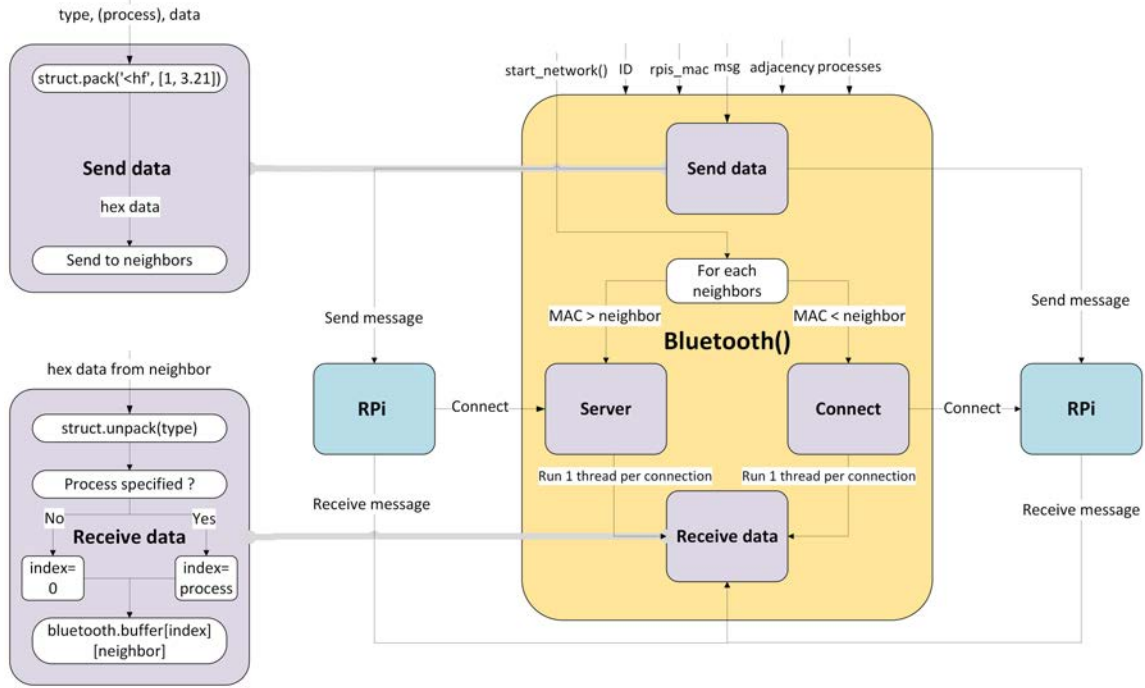 type, (process), data
struct.pack('<hf', [1, 3.21])
Send data
hex data
Send to neighbors
hex data from neighbor
struct.unpack(type)
Process specified ?
No
Yes
Receive data
index=
0
index=
process
bluetooth.buffer[index]
[neighbor]
start_network()
ID
rpis_mac
msg
adjacency
processes
Send data
For each
neighbors
MAC > neighbor
MAC < neighbor
Bluetooth()
Send message
Send message
RPi
Connect
Server
Connect
Connect
RPi
Run 1 thread per connection
Run 1 thread per connection
Receive message
Receive message
Receive data